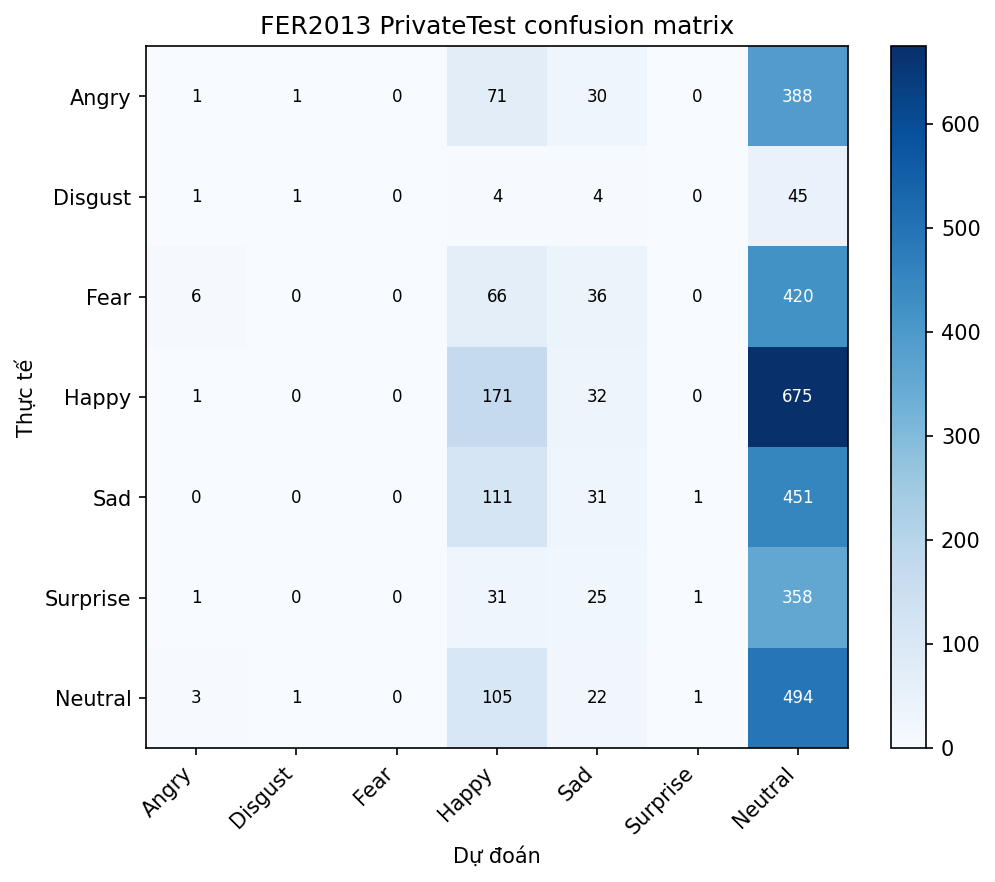 FER2013 PrivateTest confusion matrix
Angry 1 1 0 71 30 0 388
Disgust 1 1 0 4 4 0 45
Fear 6 0 0 66 36 0 420
Happy 1 0 0 171 32 0 675
Sad 0 0 0 111 31 1 451
Surprise 1 0 0 31 25 1 358
Neutral 3 1 0 105 22 1 494
Thực tế
Angry Disgust Fear Happy Sad Surprise Neutral
Dự đoán
600
500
400
300
200
100
0